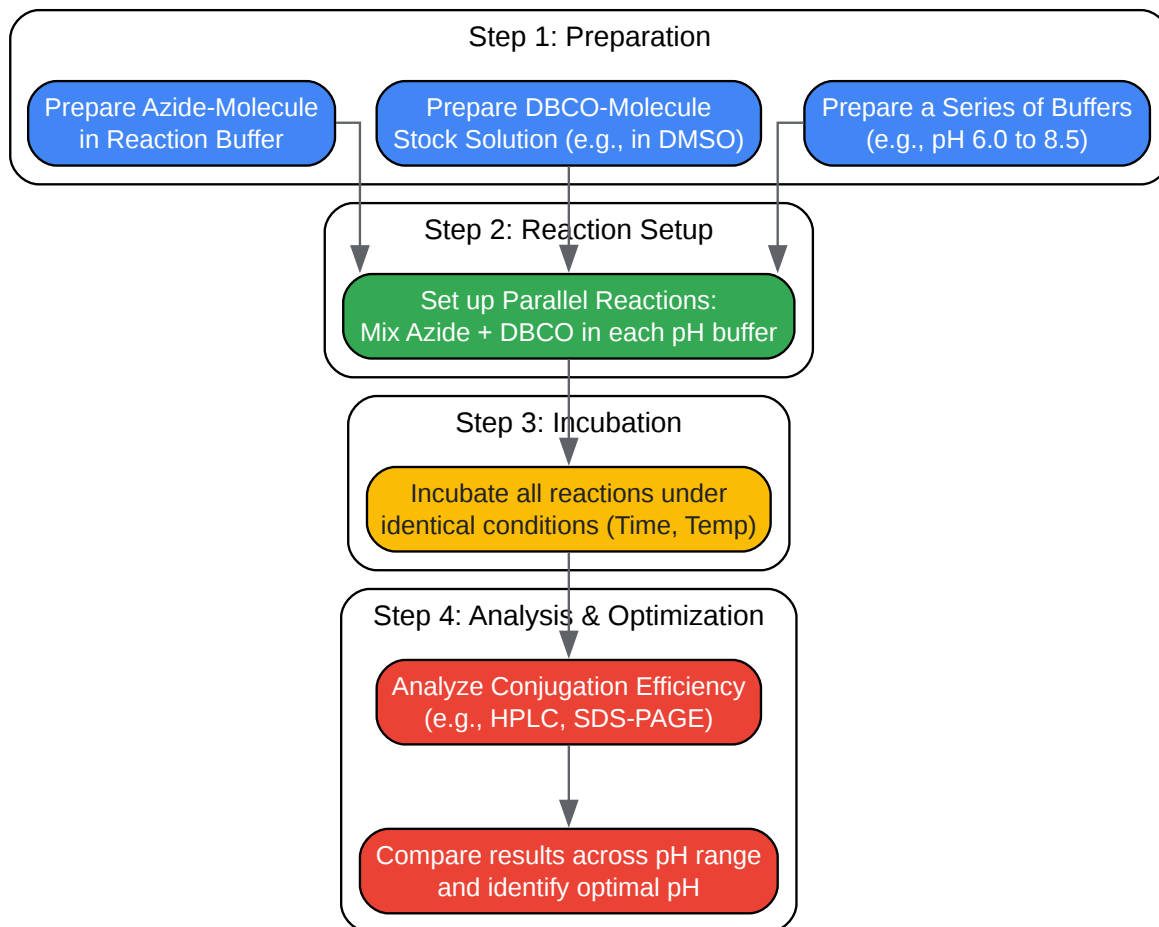 Step 1: Preparation
Prepare Azide-Molecule
in Reaction Buffer
Prepare DBCO-Molecule
Stock Solution (e.g., in DMSO)
Prepare a Series of Buffers
(e.g., pH 6.0 to 8.5)
Step 2: Reaction Setup
Set up Parallel Reactions:
Mix Azide + DBCO in each pH buffer
Step 3: Incubation
Incubate all reactions under
identical conditions (Time, Temp)
Step 4: Analysis & Optimization
Analyze Conjugation Efficiency
(e.g., HPLC, SDS-PAGE)
Compare results across pH range
and identify optimal pH